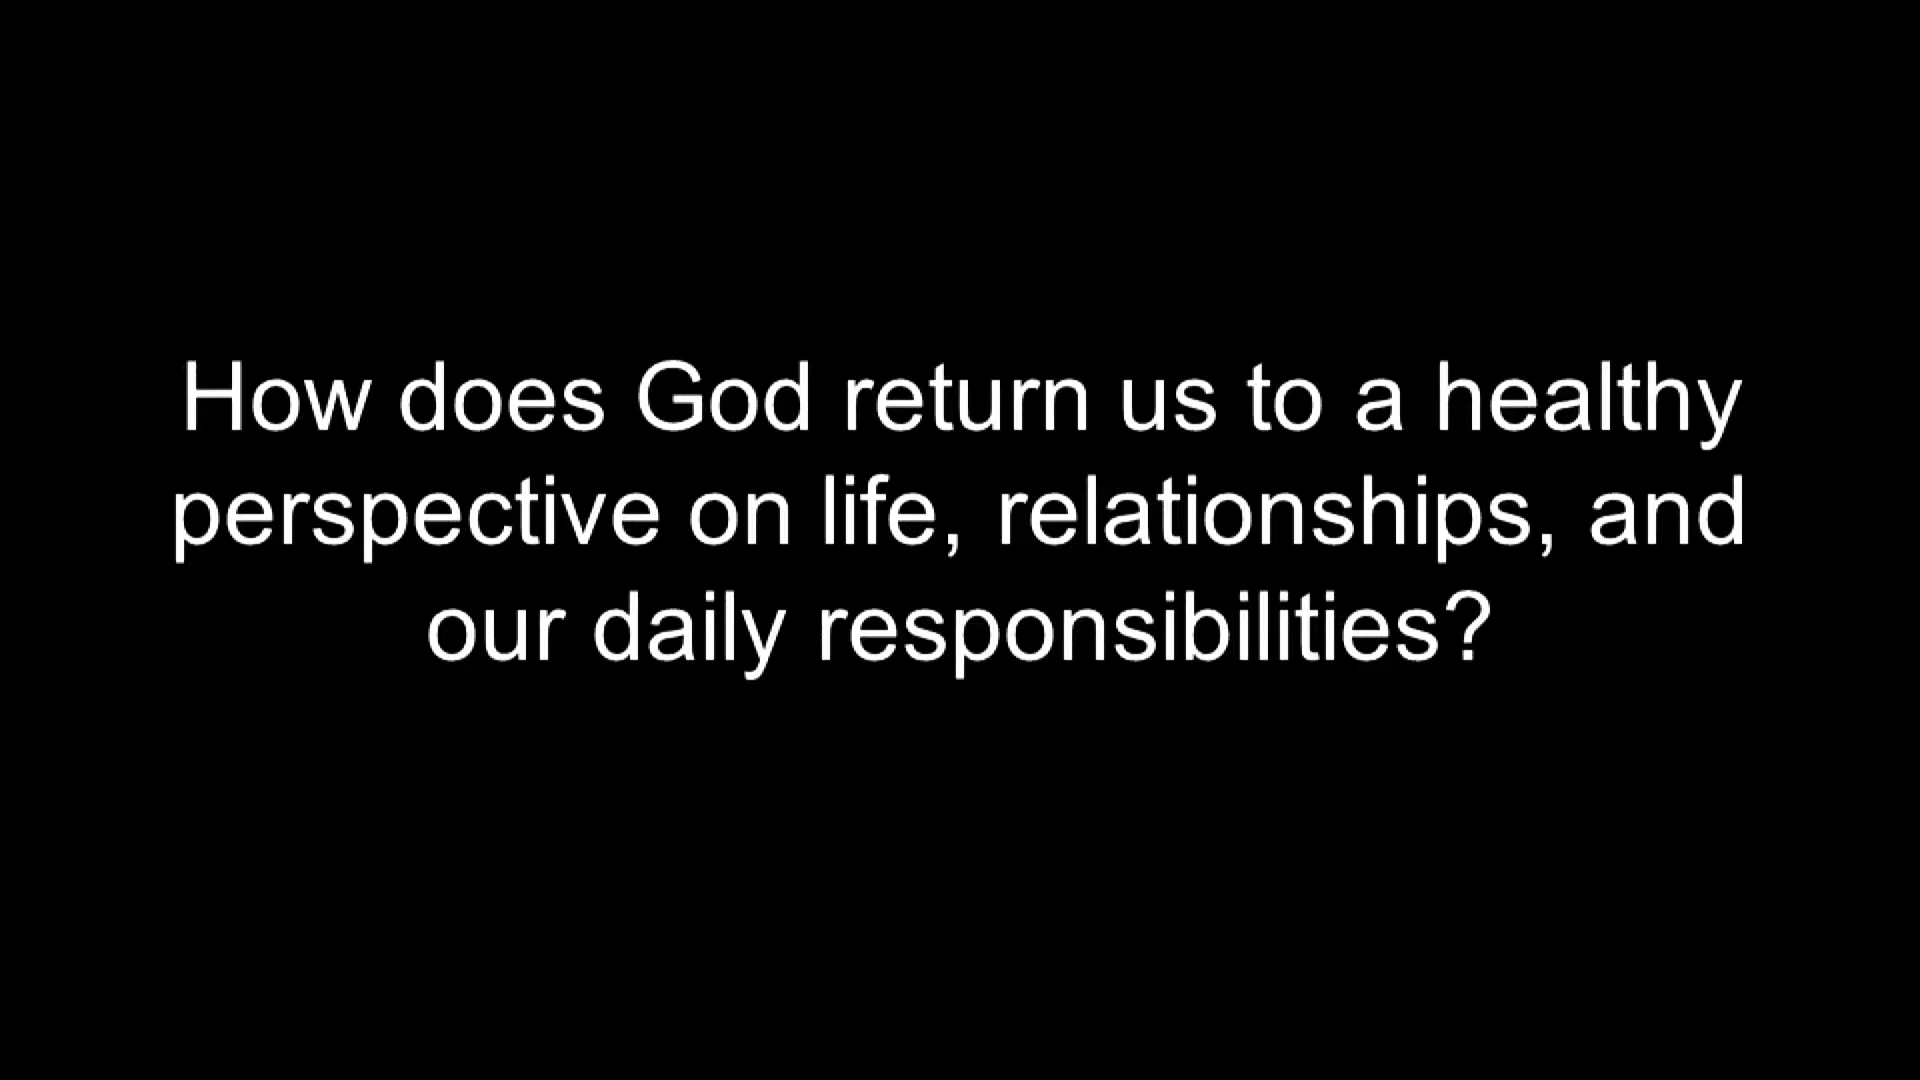 How does God return us to a healthy
perspective on life, relationships, and
our daily responsibilities?